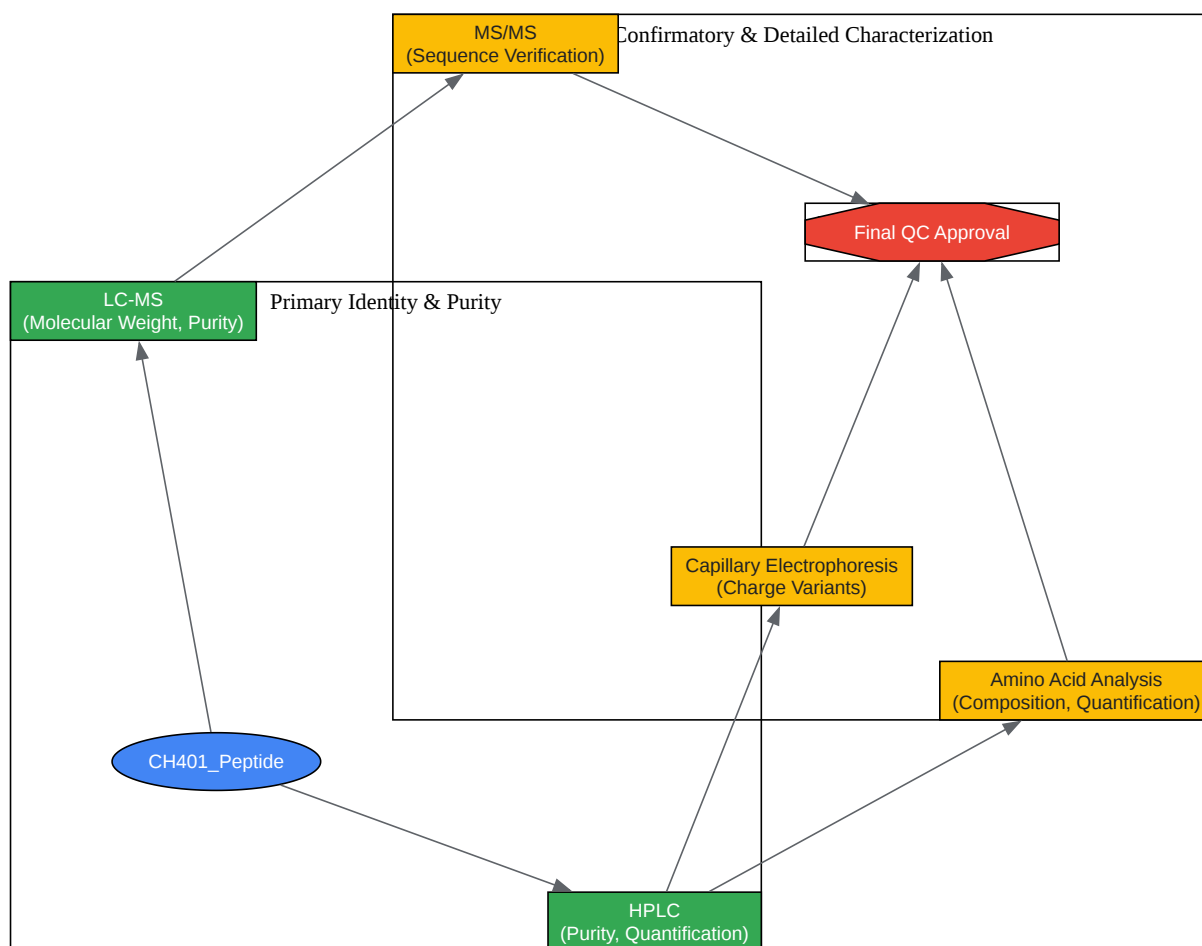 MS/MS
(Sequence Verification)
Confirmatory & Detailed Characterization
Final QC Approval
LC-MS
(Molecular Weight, Purity)
Primary Identity & Purity
Capillary Electrophoresis
(Charge Variants)
Amino Acid Analysis
(Composition, Quantification)
CH401_Peptide
HPLC
(Purity, Quantification)